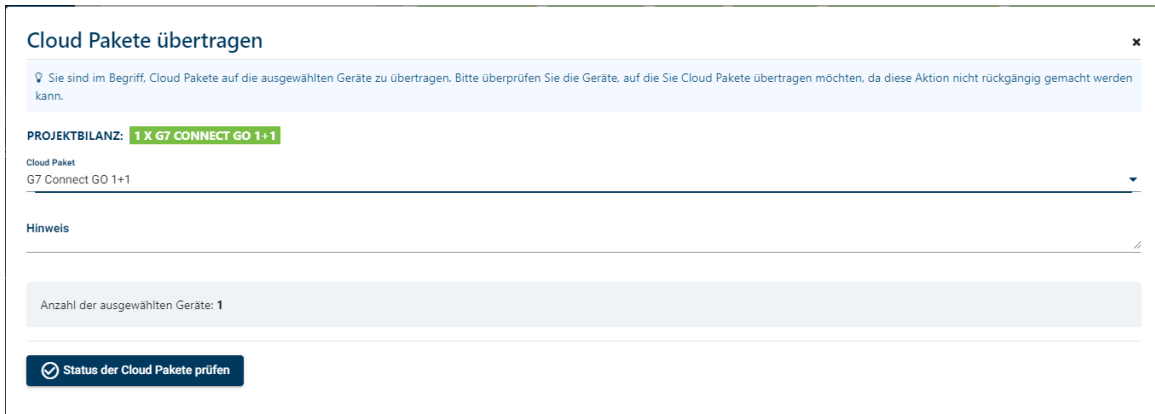 Cloud Pakete übertragen
Sie sind im Begriff, Cloud Pakete auf die ausgewählten Geräte zu übertragen. Bitte überprüfen Sie die Geräte, auf die Sie Cloud Pakete übertragen möchten, da diese Aktion nicht rückgängig gemacht werden
kann.
PROJEKTBILANZ: 1 X G7 CONNECT GO 1+1
Cloud Paket
G7 Connect GO 1+1
Hinweis
Anzahl der ausgewählten Geräte: 1
Status der Cloud Pakete prüfen